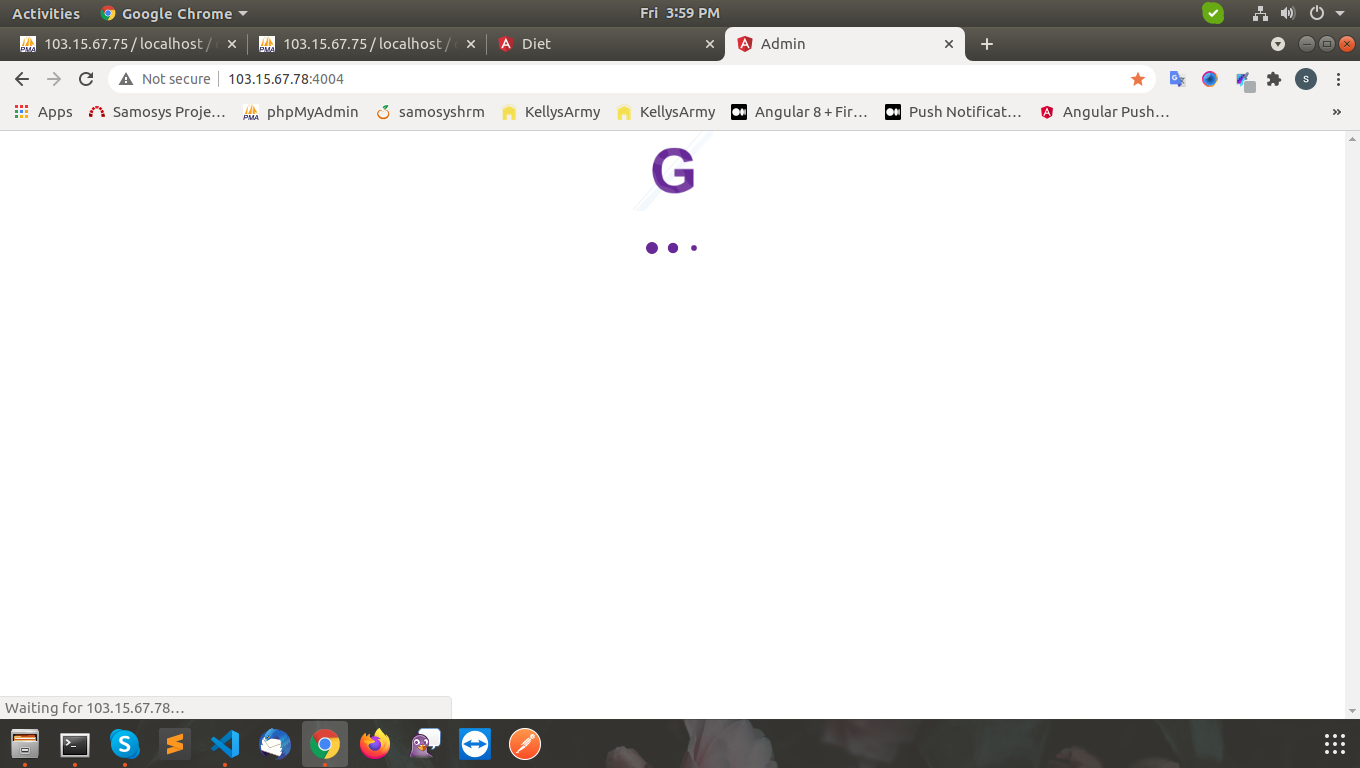 Activities Google Chrome Fri 3:59 PM
103.15.67.75 / localhost / 103.15.67.75 / localhost / Diet Admin
Not secure 103.15.67.78:4004 S
Apps Samosys Proje… phpMyAdmin samosyshrm KellysArmy KellysArmy Angular 8 + Fir… Push Notificat… Angular Push…
G
Waiting for 103.15.67.78…